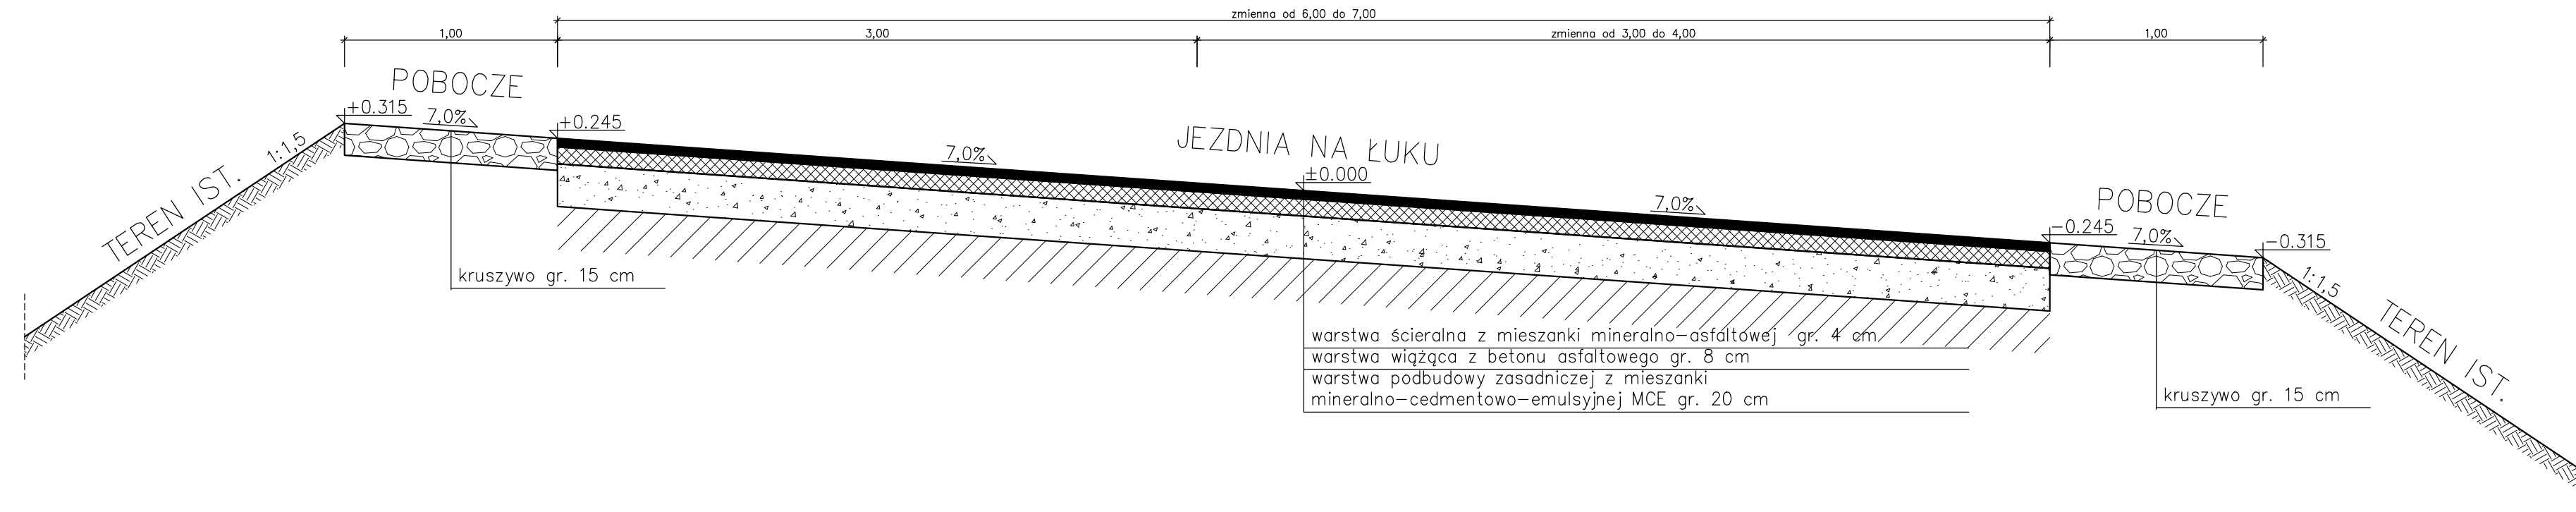 zmienna od 6,00 do 7,00
1,00
3,00
zmienna od 3,00 do 4,00
1,00
POBOCZE
+0.315
7,0%
+0.245
1:1,5
TEREN IST.
7,0%
JEZDNIA NA ŁUKU
±0.000
7,0%
POBOCZE
-0.245
7,0%
-0.315
1:1,5
TEREN IST.
kruszywo gr. 15 cm
warstwa ścieralna z mieszanki mineralno-asfaltowej gr. 4 cm
warstwa wiążąca z betonu asfaltowego gr. 8 cm
warstwa podbudowy zasadniczej z mieszanki
mineralno-cedmentowo-emulsyjnej MCE gr. 20 cm
kruszywo gr. 15 cm